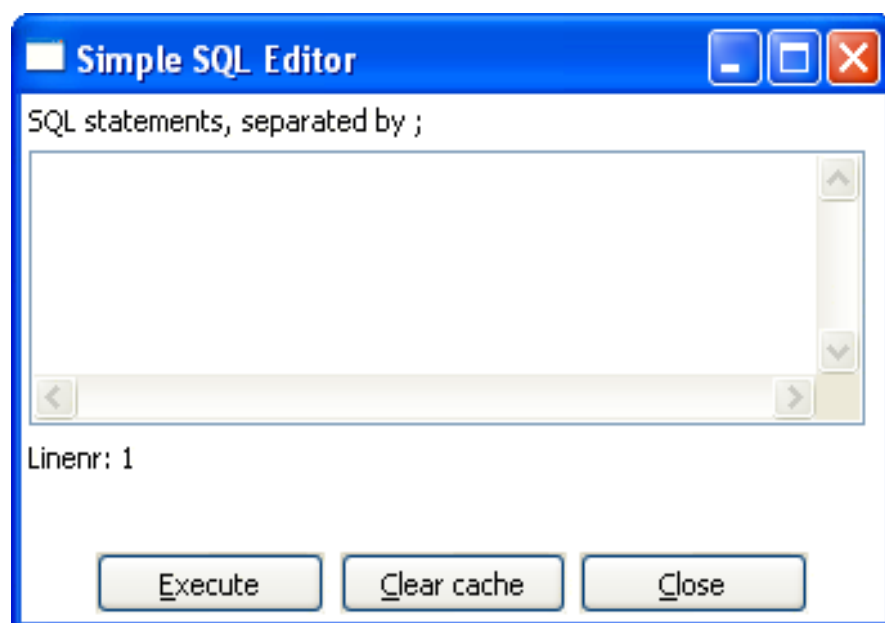 Simple SQL Editor
SQL statements, separated by ;
Linenr: 1
Execute Clear cache Close